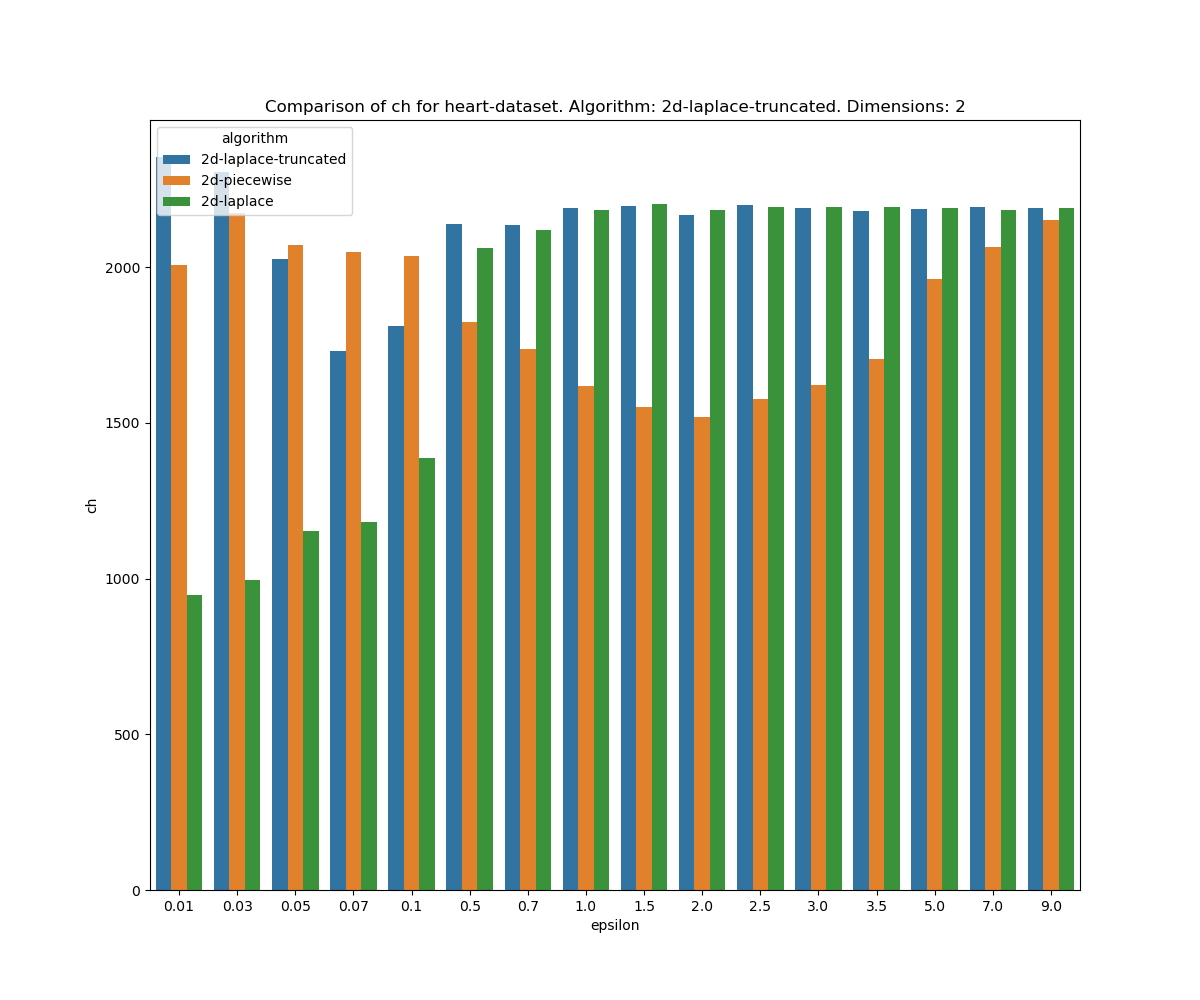 Comparison of ch for heart-dataset. Algorithm: 2d-laplace-truncated. Dimensions: 2
algorithm
2d-laplace-truncated
2d-piecewise
2d-laplace
2000
1500
1000
500
0
ch
0.01 0.03 0.05 0.07 0.1 0.5 0.7 1.0 1.5 2.0 2.5 3.0 3.5 5.0 7.0 9.0
epsilon